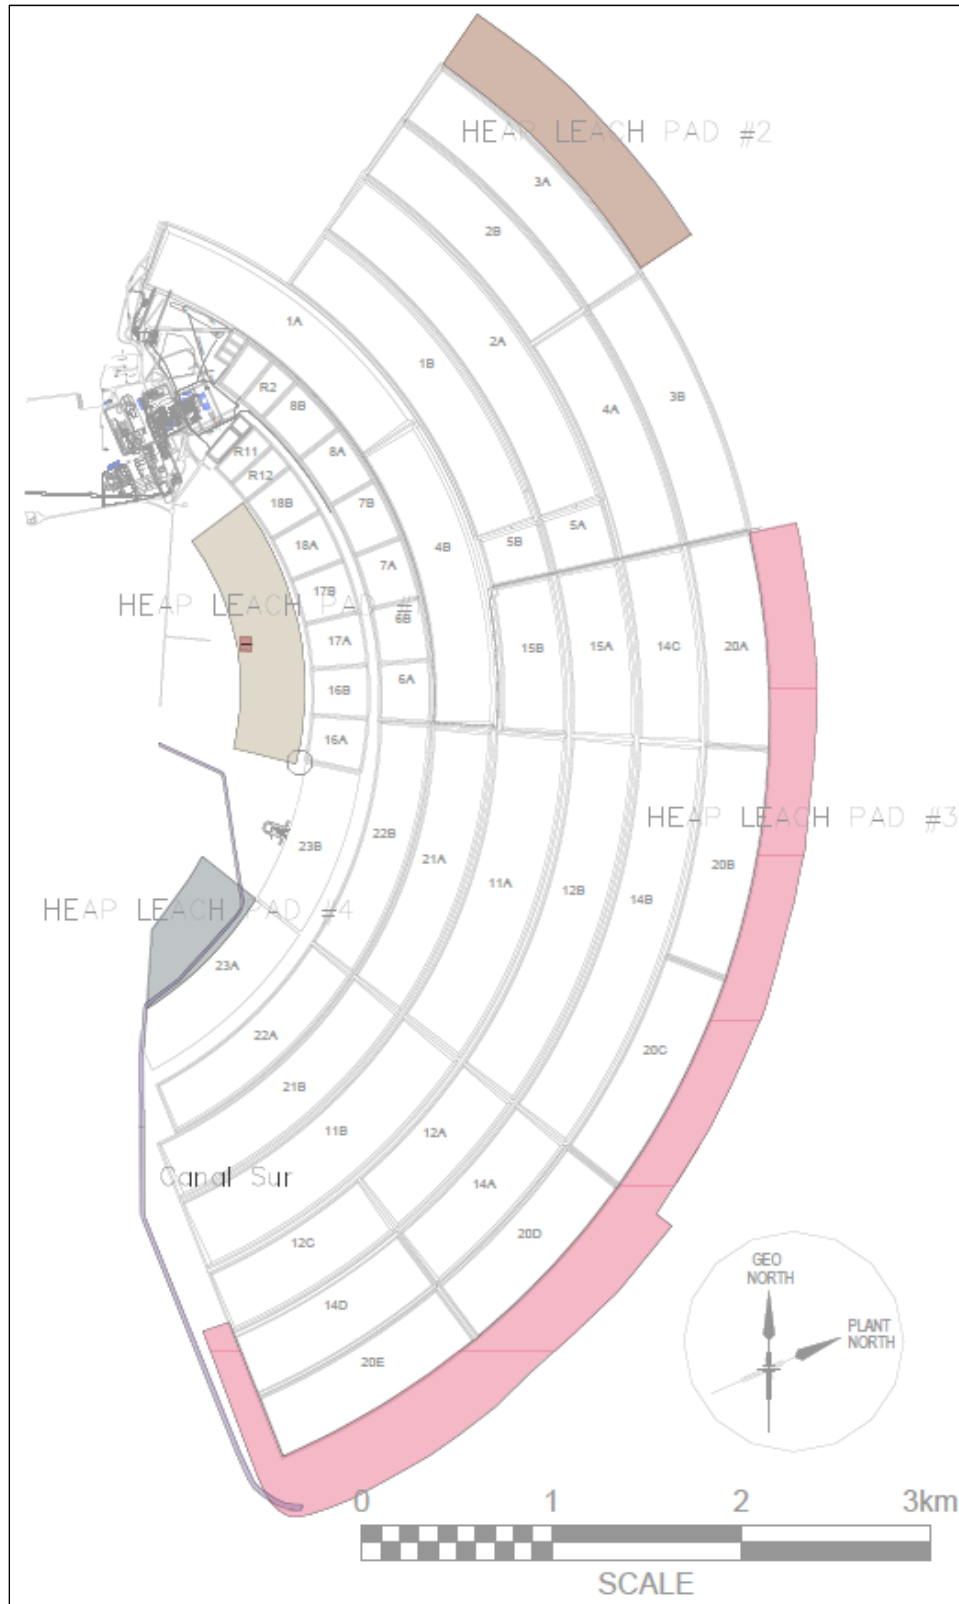 HEAP LEACH PAD #2
3A
2B
1A
2A
1B
3B
R2
8B
4A
R11
8A
R12
18B
7B
5A
5B
18A
4B
7A
17B
HEAP LEACH PAD #
6B
17A
15B
15A
14C
20A
6A
16B
16A
HEAP LEACH PAD #3
22B
23B
21A
20B
11A
12B
14B
HEAP LEACH PAD #4
23A
22A
20C
21B
11B
12A
Canal Sur
14A
20D
12C
GEO
NORTH
14D
PLANT
NORTH
20E
0 1 2 3km
SCALE